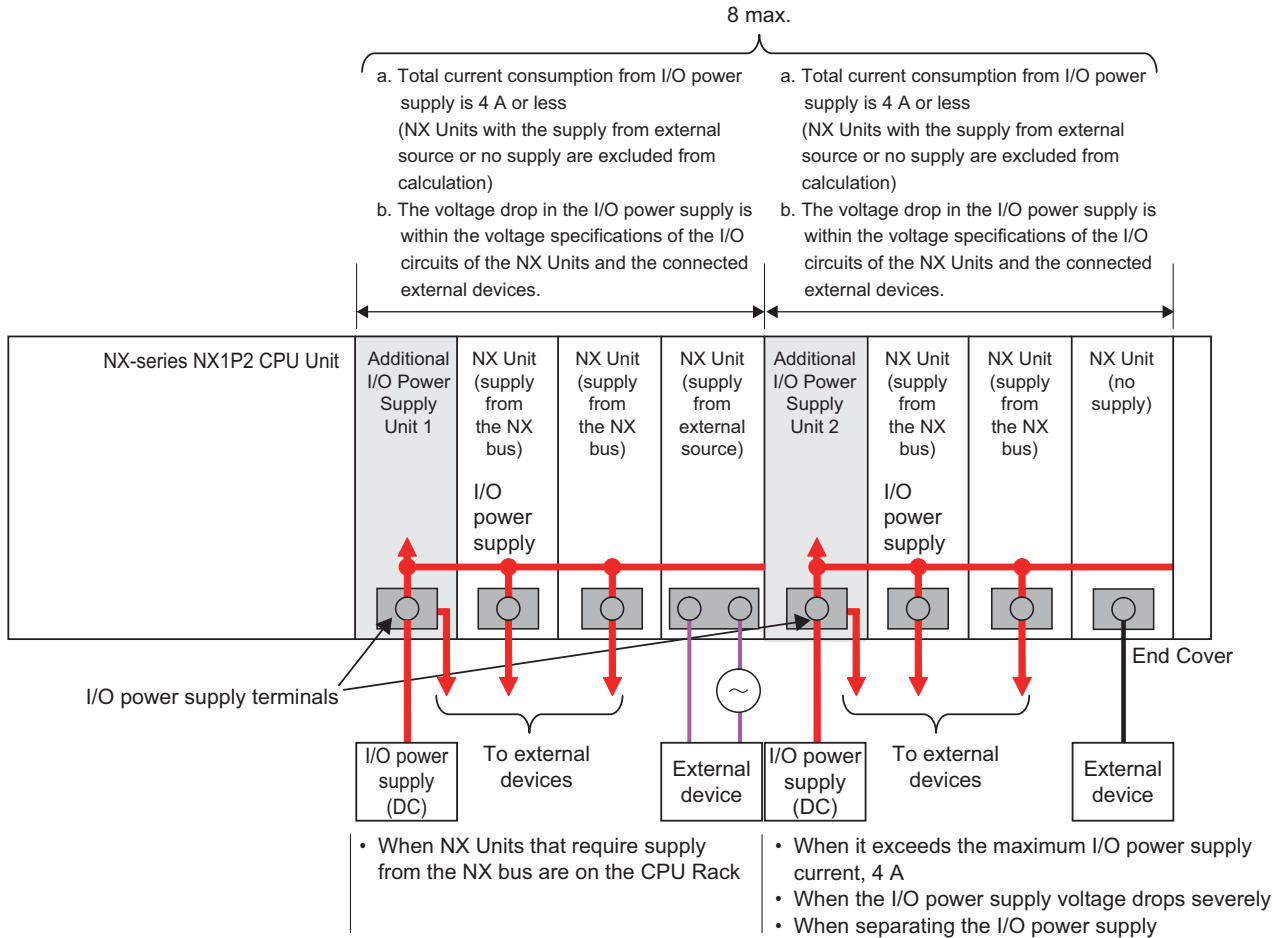 8 max.
a. Total current consumption from I/O power
supply is 4 A or less
(NX Units with the supply from external
source or no supply are excluded from
calculation)
b. The voltage drop in the I/O power supply is
within the voltage specifications of the I/O
circuits of the NX Units and the connected
external devices.
a. Total current consumption from I/O power
supply is 4 A or less
(NX Units with the supply from external
source or no supply are excluded from
calculation)
b. The voltage drop in the I/O power supply is
within the voltage specifications of the I/O
circuits of the NX Units and the connected
external devices.
NX-series NX1P2 CPU Unit
Additional
I/O Power
Supply
Unit 1
NX Unit
(supply
from
the NX
bus)
NX Unit
(supply
from
the NX
bus)
NX Unit
(supply
from
external
source)
Additional
I/O Power
Supply
Unit 2
NX Unit
(supply
from
the NX
bus)
NX Unit
(supply
from
the NX
bus)
NX Unit
(no
supply)
I/O
power
supply
I/O
power
supply
End Cover
I/O power supply terminals
I/O power
supply
(DC)
To external
devices
External
device
I/O power
supply
(DC)
To external
devices
External
device
• When NX Units that require supply
from the NX bus are on the CPU Rack
• When it exceeds the maximum I/O power supply
current, 4 A
• When the I/O power supply voltage drops severely
• When separating the I/O power supply